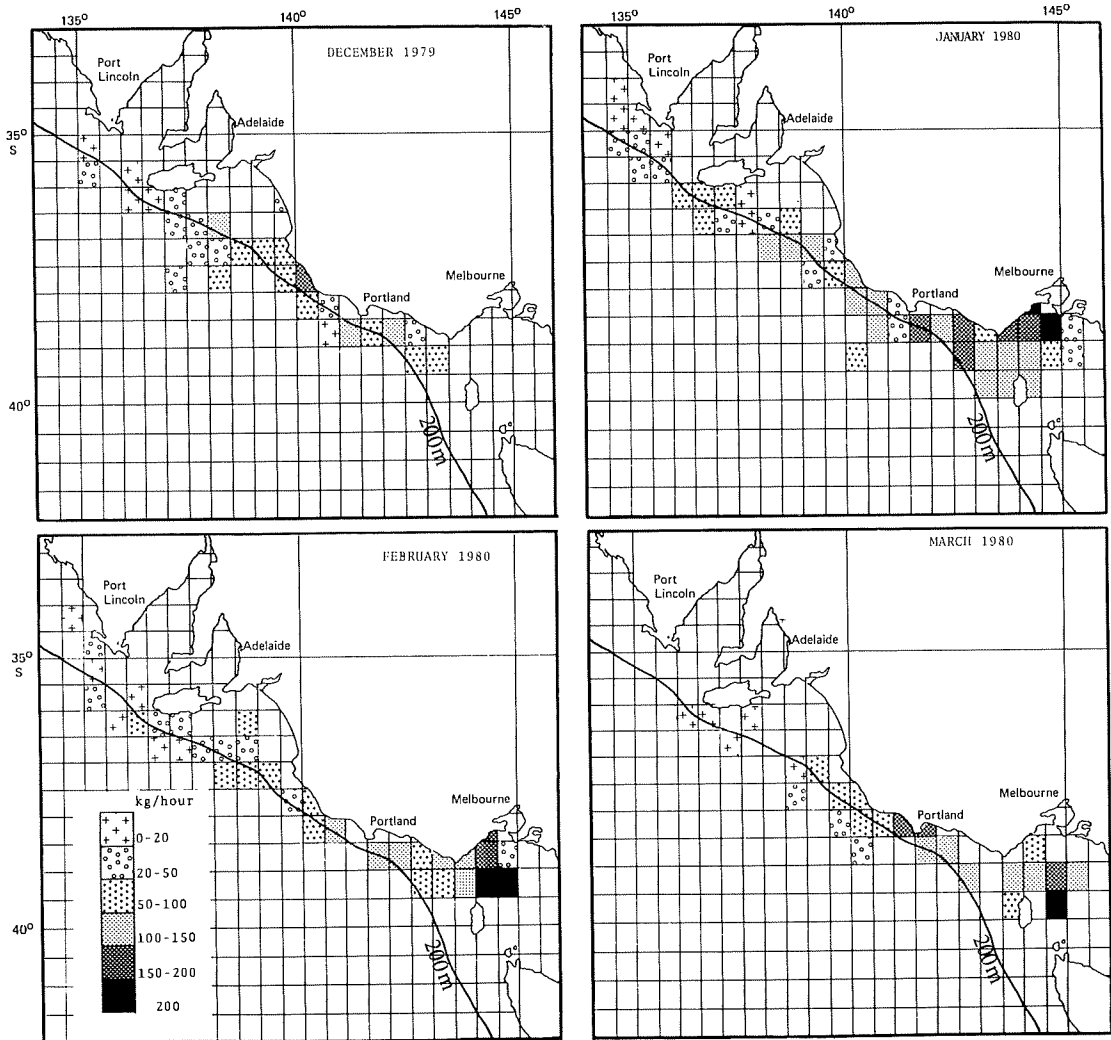 135° 140° 145°
DECEMBER 1979
Port
Lincoln
Adelaide
35°
S
Melbourne
Portland
40°
200m
135° 140° 145°
JANUARY 1980
Port
Lincoln
Adelaide
Melbourne
Portland
200m
FEBRUARY 1980
Port
Lincoln
Adelaide
35°
S
kg/hour
Melbourne
Portland
0-20
20-50
50-100
100-150
150-200
200
40°
200m
MARCH 1980
Port
Lincoln
Adelaide
Melbourne
Portland
200m